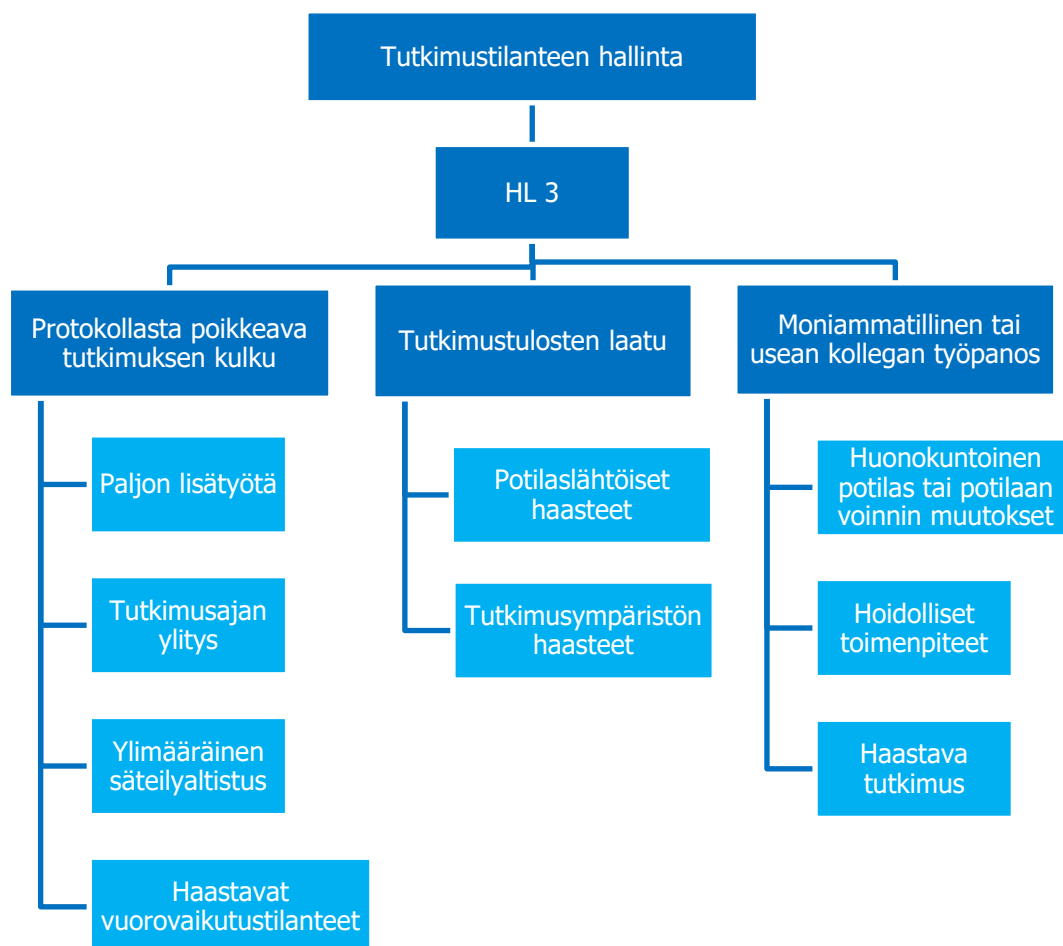 Tutkimustilanteen hallinta
HL 3
Protokollasta poikkeava
tutkimuksen kulku
Paljon lisätyötä
Tutkimusajan
ylitys
Ylimääräinen
säteilyaltistus
Haastavat
vuorovaikutustilanteet
Tutkimustulosten laatu
Potilaslähtöiset
haasteet
Tutkimusympäristön
haasteet
Moniammatillinen tai
usean kollegan työpanos
Huonokuntoinen
potilas tai potilaan
voinnin muutokset
Hoidolliset
toimenpiteet
Haastava
tutkimus